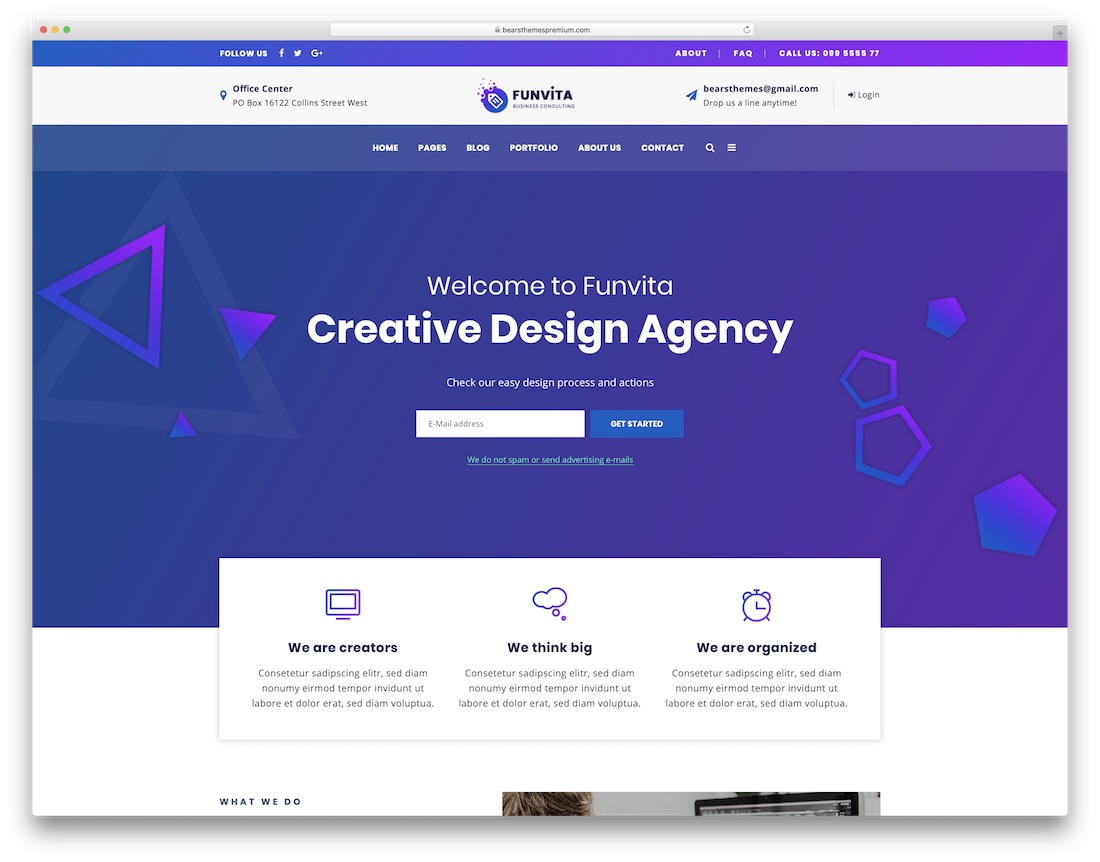 bearsthemespremium.com
FOLLOW US
ABOUT | FAQ | CALL US: 099 5555 77
Office Center
PO Box 16122 Collins Street West
FUNVİTA
BUSINESS CONSULTING
bearsthemes@gmail.com
Drop us a line anytime!
Login
HOME PAGES BLOG PORTFOLIO ABOUT US CONTACT
Welcome to Funvita
Creative Design Agency
Check our easy design process and actions
E-Mail address
GET STARTED
We do not spam or send advertising e-mails
We are creators
Consetetur sadipscing elitr, sed diam
nonumy eirmod tempor invidunt ut
labore et dolor erat, sed diam voluptua.
We think big
Consetetur sadipscing elitr, sed diam
nonumy eirmod tempor invidunt ut
labore et dolor erat, sed diam voluptua.
We are organized
Consetetur sadipscing elitr, sed diam
nonumy eirmod tempor invidunt ut
labore et dolor erat, sed diam voluptua.
WHAT WE DO